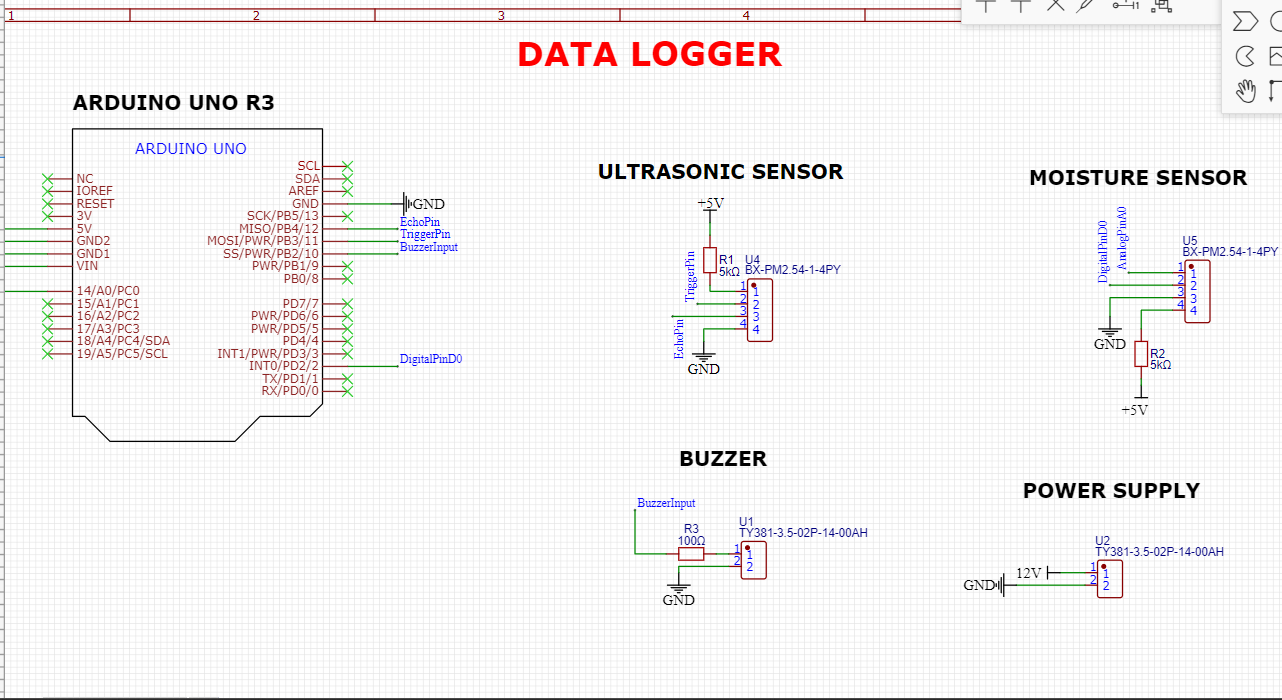 1
2
3
4
DATA LOGGER
ARDUINO UNO R3
ARDUINO UNO
NC
IOREF
RESET
3V
5V
GND2
GND1
VIN
14/A0/PC0
15/A1/PC1
16/A2/PC2
17/A3/PC3
18/A4/PC4/SDA
19/A5/PC5/SCL
SCL
SDA
AREF
GND
SCK/PB5/13
MISO/PB4/12
MOSI/PWR/PB3/11
SS/PWR/PB2/10
PWR/PB1/9
PB0/8
PD7/7
PWR/PD6/6
PWR/PD5/5
PD4/4
INT1/PWR/PD3/3
INT0/PD2/2
TX/PD1/1
RX/PD0/0
GND
EchoPin
TriggerPin
BuzzerInput
DigitalPinD0
ULTRASONIC SENSOR
+5V
R1
5kΩ
U4
BX-PM2.54-1-4PY
TriggerPin
EchoPin
1 1
2 2
3 3
4 4
GND
MOISTURE SENSOR
DigitalPinD0
AnalogPinA0
U5
BX-PM2.54-1-4PY
1 1
2 2
3 3
4 4
GND
R2
5kΩ
+5V
BUZZER
BuzzerInput
R3
100Ω
U1
TY381-3.5-02P-14-00AH
1 1
2 2
GND
POWER SUPPLY
U2
TY381-3.5-02P-14-00AH
12V
GND
1 1
2 2